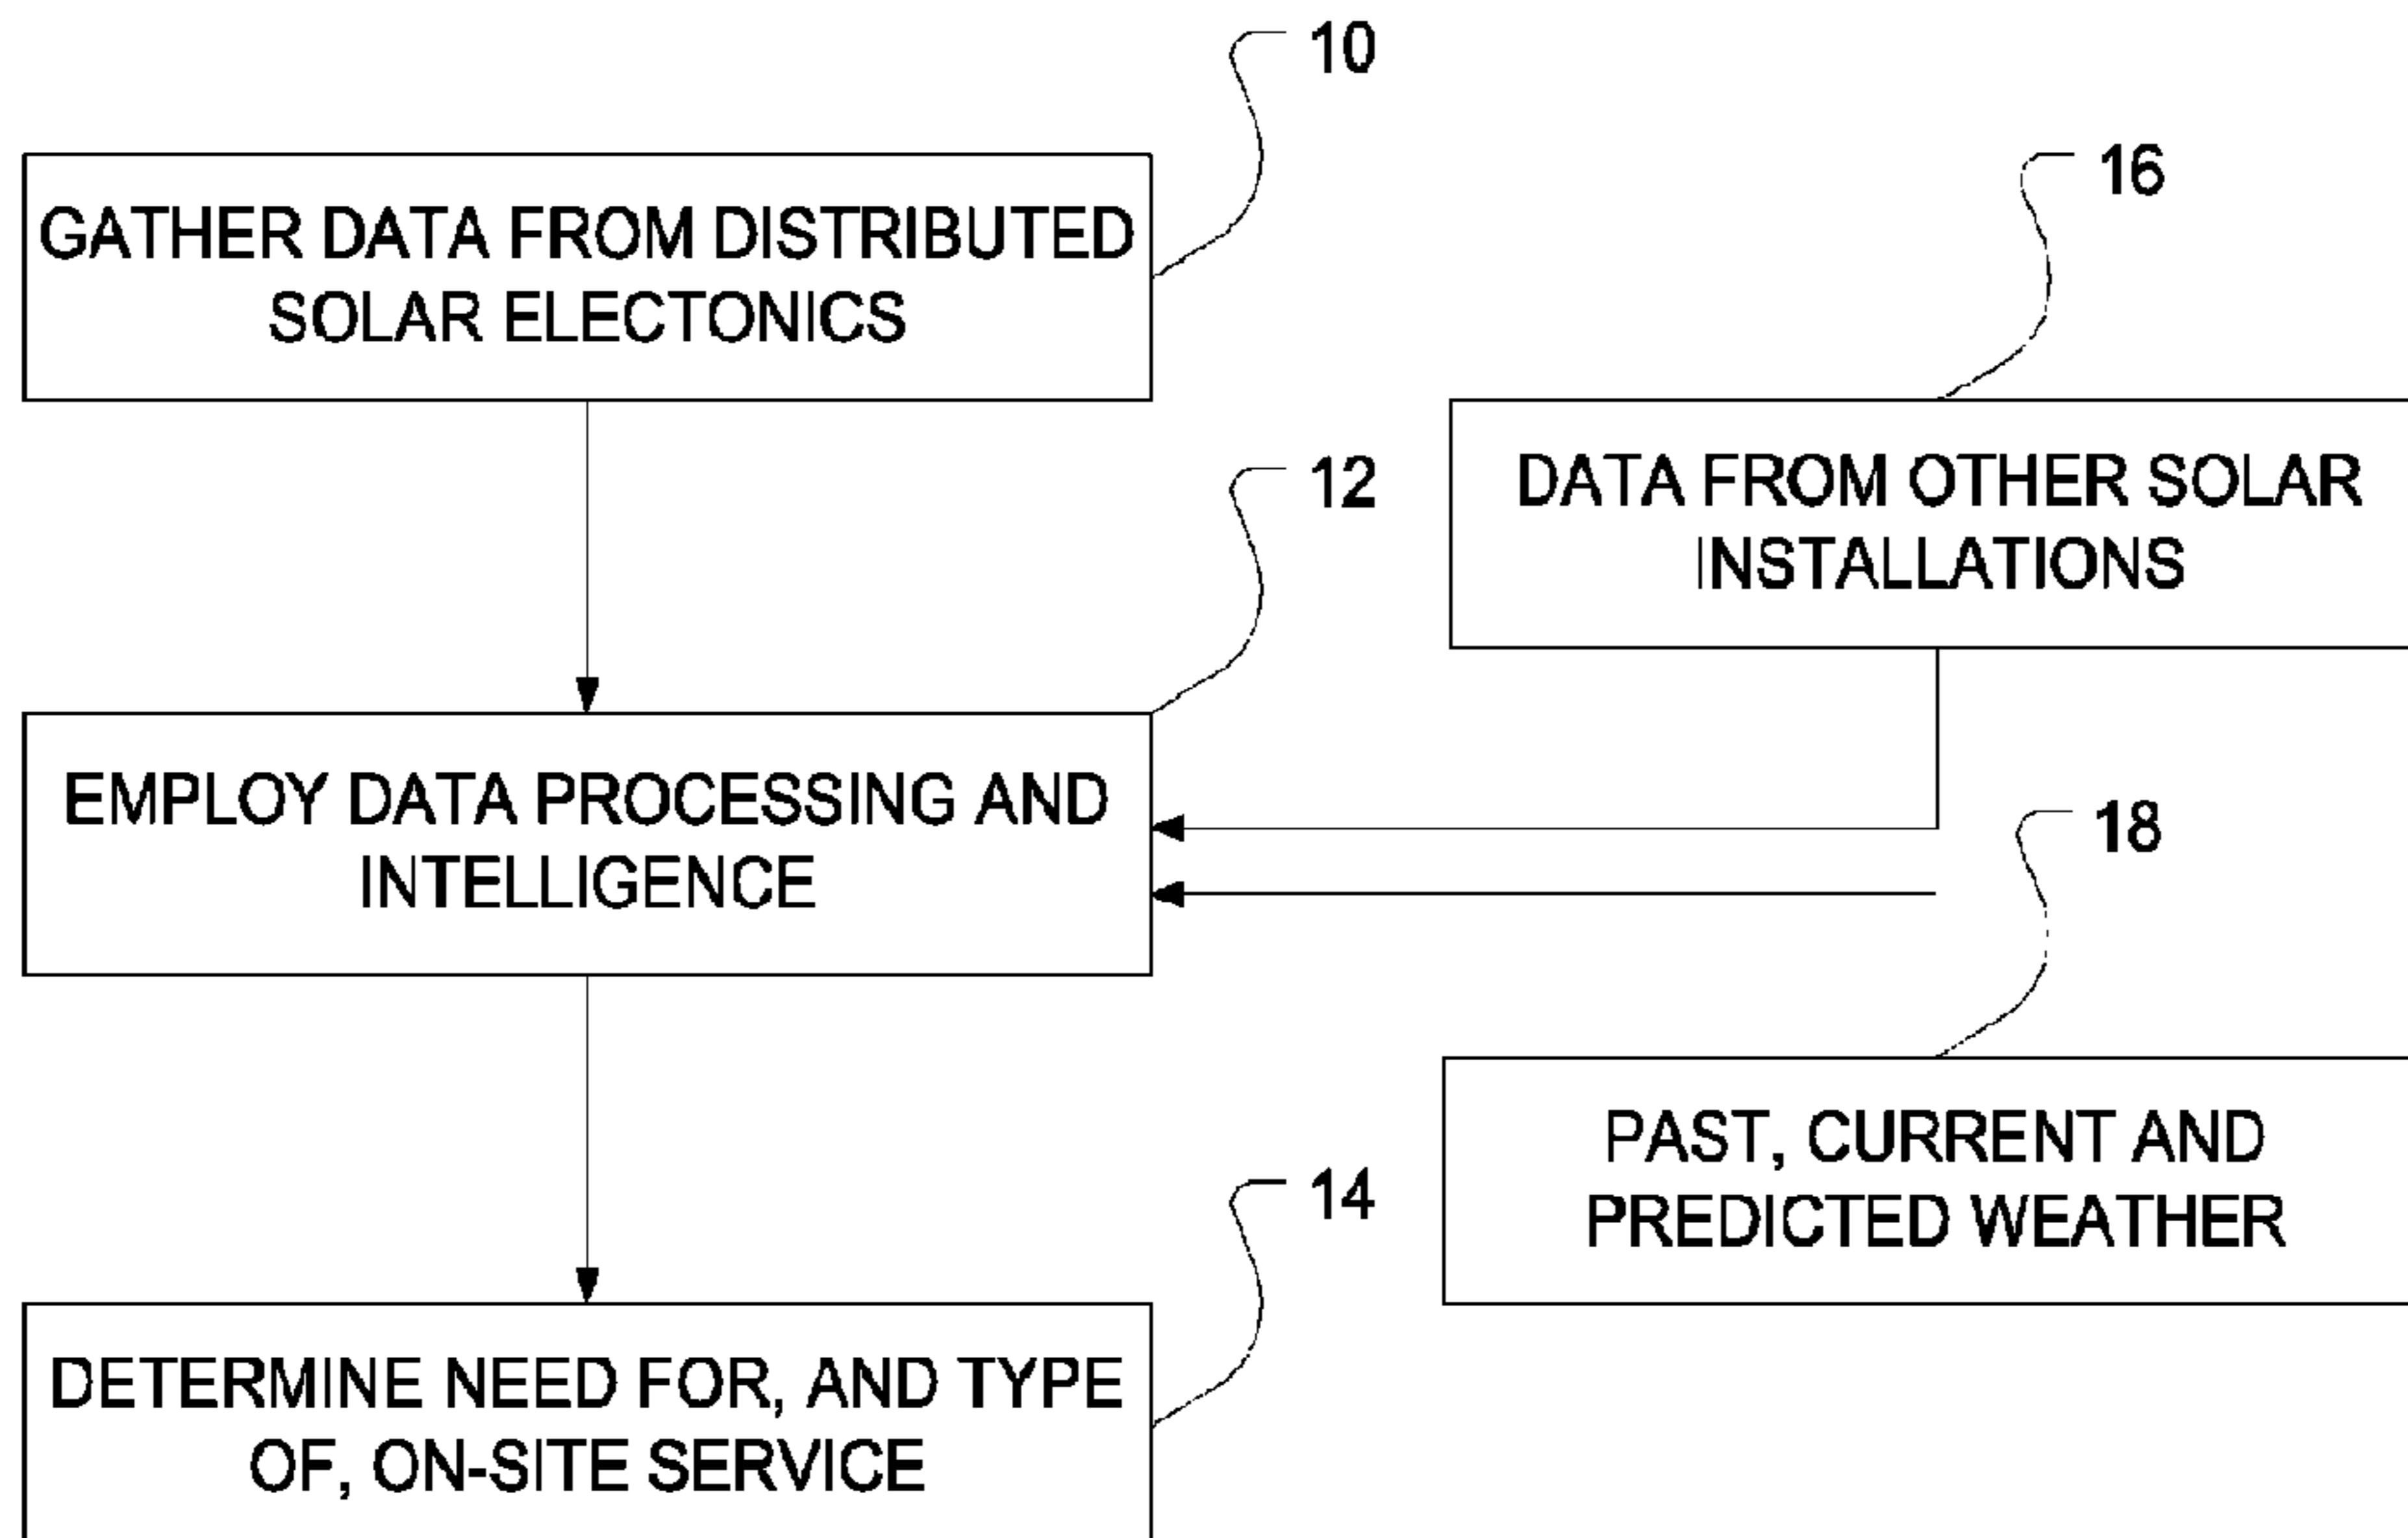 10
GATHER DATA FROM DISTRIBUTED
SOLAR ELECTONICS
16
DATA FROM OTHER SOLAR
INSTALLATIONS
12
EMPLOY DATA PROCESSING AND
INTELLIGENCE
18
PAST, CURRENT AND
PREDICTED WEATHER
14
DETERMINE NEED FOR, AND TYPE
OF, ON-SITE SERVICE